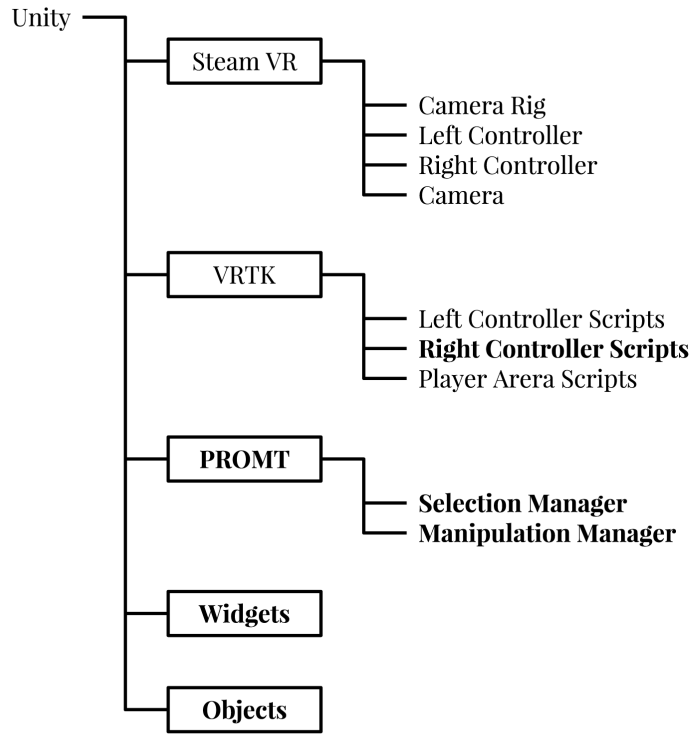 Unity
Steam VR
Camera Rig
Left Controller
Right Controller
Camera
VRTK
Left Controller Scripts
Right Controller Scripts
Player Arera Scripts
PROMT
Selection Manager
Manipulation Manager
Widgets
Objects